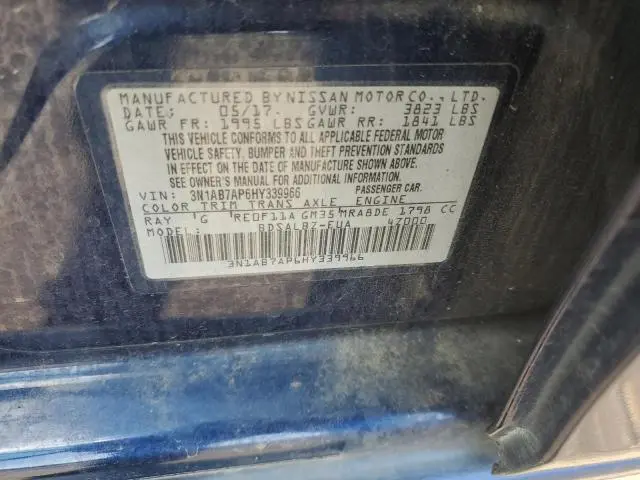 MANUFACTURED BY NISSAN MOTOR CO., LTD.
DATE: 05/17. GVWR: 3823 LBS
GAWR FR: 1995 LBS GAWR RR: 1841 LBS
THIS VEHICLE CONFORMS TO ALL APPLICABLE FEDERAL MOTOR
VEHICLE SAFETY, BUMPER AND THEFT PREVENTION STANDARDS
IN EFFECT ON THE DATE OF MANUFACTURE SHOWN ABOVE.
SEE OWNER'S MANUAL FOR ADDITIONAL INFORMATION.
VIN: 3N1AB7AP6HY339966 PASSENGER CAR.
COLOR TRIM TRANS AXLE ENGINE
RAY G RE0F11A GM35 MRA8DE 1798 CC
MODEL: BDSALBZ-EUA 4Z000
3N1AB7AP6HY339966